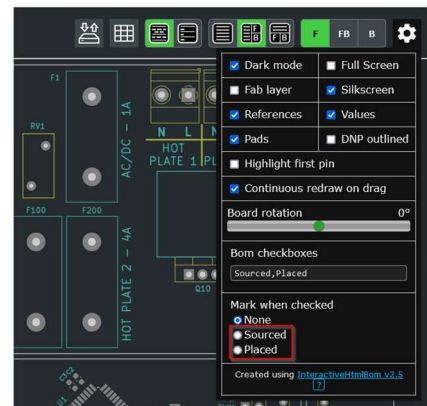 F
B
F
B
F FB B
F1
AC/DC - 1A
RV1
N L N
HOT
PLATE 1 PL
F100 F200
HOT PLATE 2 - 4A
Q10
C3C2
U1
Dark mode Full Screen
Fab layer Silkscreen
References Values
Pads DNP outlined
Highlight first
pin
Continuous redraw on drag
Board rotation 0°
Bom checkboxes
Sourced,Placed
Mark when checked
None
Sourced
Placed
Created using InteractiveHtmlBom v2.5
?